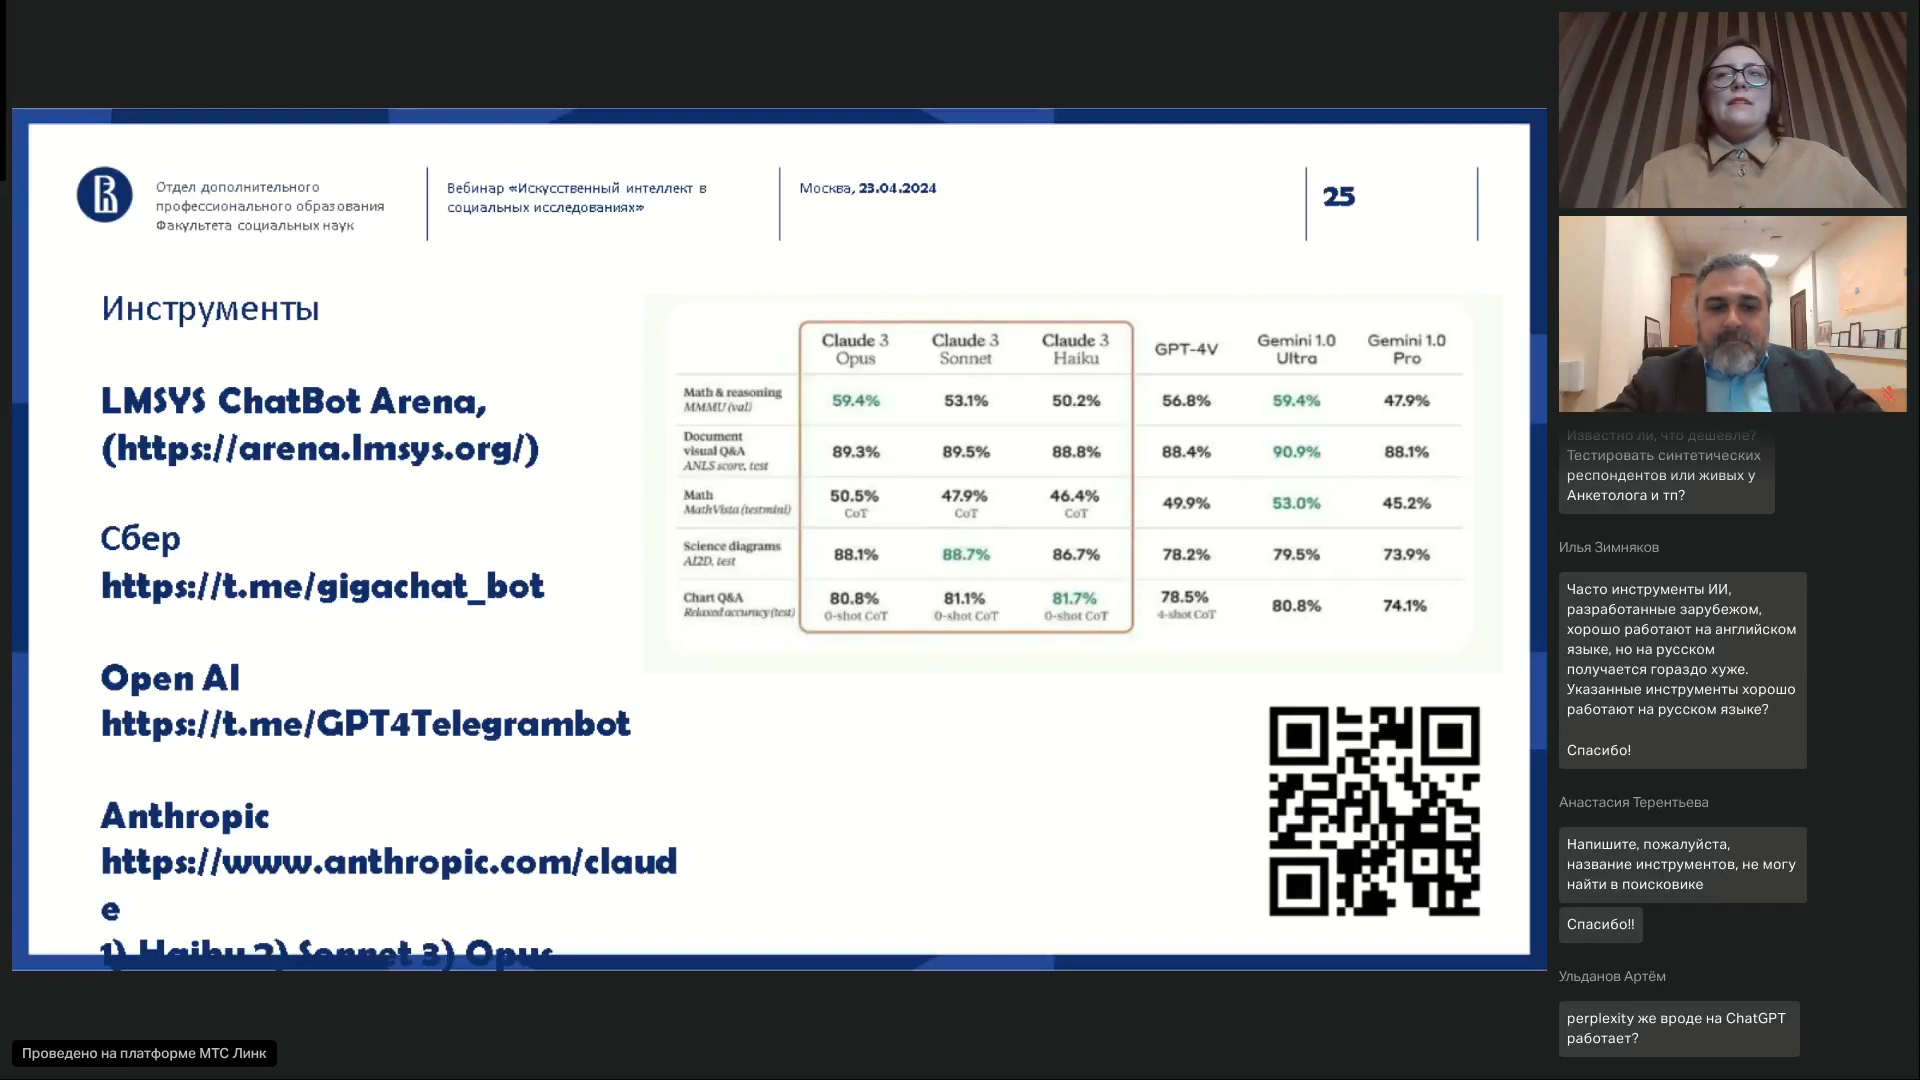 Отдел дополнительного
профессионального образования
Факультета социальных наук
Вебинар «Искусственный интеллект в
социальных исследованиях»
Москва, 23.04.2024
25
Инструменты
LMSYS ChatBot Arena,
(https://arena.lmsys.org/)
Сбер
https://t.me/gigachat_bot
Open AI
https://t.me/GPT4Telegrambot
Anthropic
https://www.anthropic.com/claud
e
1) Haiku 2) Sonnet 3) Opus
Claude 3 Opus Claude 3 Sonnet Claude 3 Haiku GPT-4V Gemini 1.0 Ultra Gemini 1.0 Pro
Math & reasoning
MMMU (val)
59.4% 53.1% 50.2% 56.8% 59.4% 47.9%
Document
visual Q&A
ANLS score, test
89.3% 89.5% 88.8% 88.4% 90.9% 88.1%
Math
MathVista (testmini)
50.5% 47.9% 46.4% 49.9% 53.0% 45.2%
CoT CoT CoT
Science diagrams
AI2D, test
88.1% 88.7% 86.7% 78.2% 79.5% 73.9%
Chart Q&A
Relaxed accuracy (test)
80.8% 81.1% 81.7% 78.5% 80.8% 74.1%
0-shot CoT 0-shot CoT 0-shot CoT 4-shot CoT
Известно ли, что дешевле?
Тестировать синтетических
респондентов или живых у
Анкетолога и тп?
Илья Зимняков
Часто инструменты ИИ,
разработанные зарубежом,
хорошо работают на английском
языке, но на русском
получается гораздо хуже.
Указанные инструменты хорошо
работают на русском языке?
Спасибо!
Анастасия Терентьева
Напишите, пожалуйста,
название инструментов, не могу
найти в поисковике
Спасибо!!
Ульданов Артём
perplexity же вроде на ChatGPT
работает?
Проведено на платформе МТС Линк